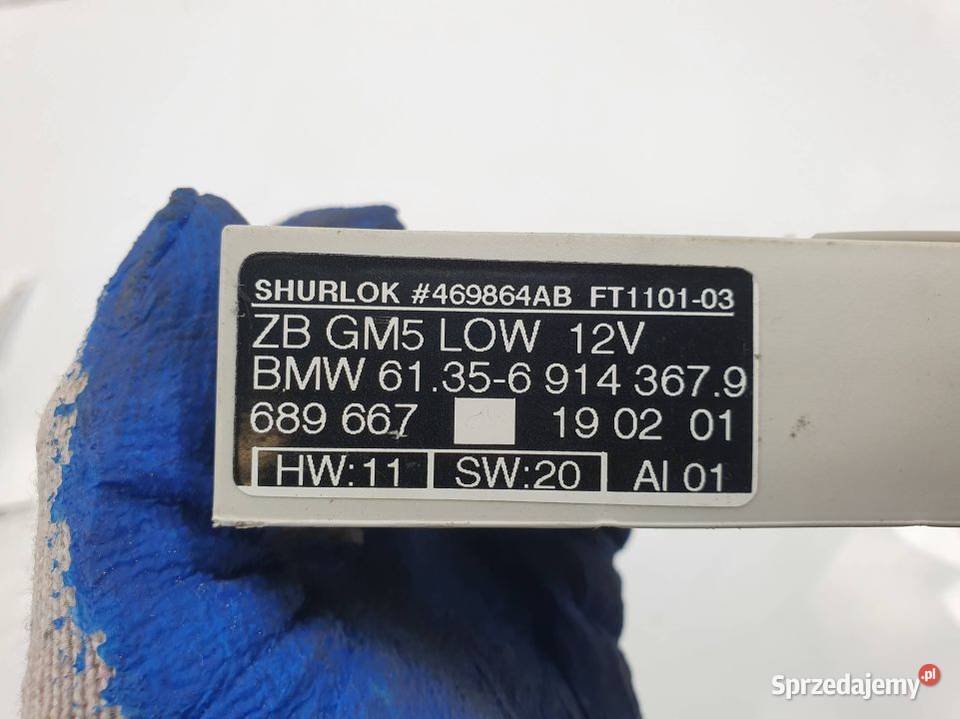 SHURLOK #469864AB FT1101-03
ZB GM5 LOW 12V
BMW 61.35-6 914 367.9
689 667 19 02 01
HW:11 SW:20 AI 01
Sprzedajemy.pl